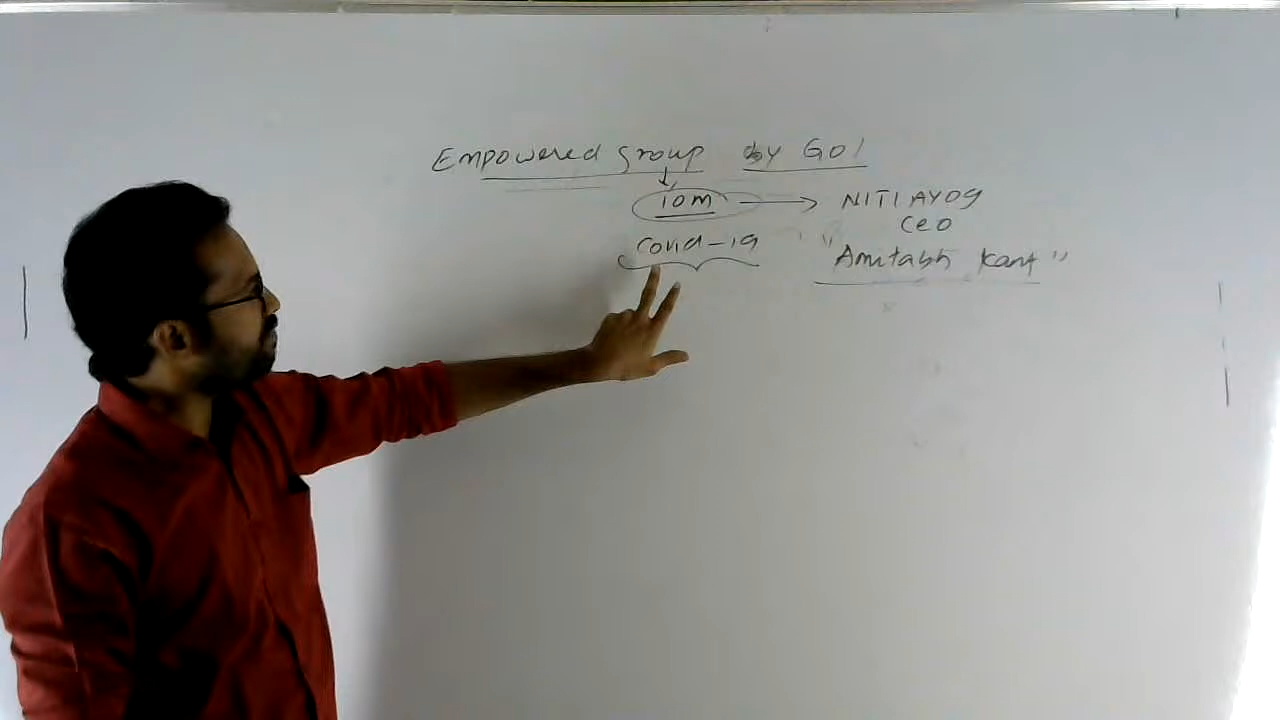 Empowered group by GOI
10m → NITI AYOg
CEO
Covid-19 "Amitabh Kant"